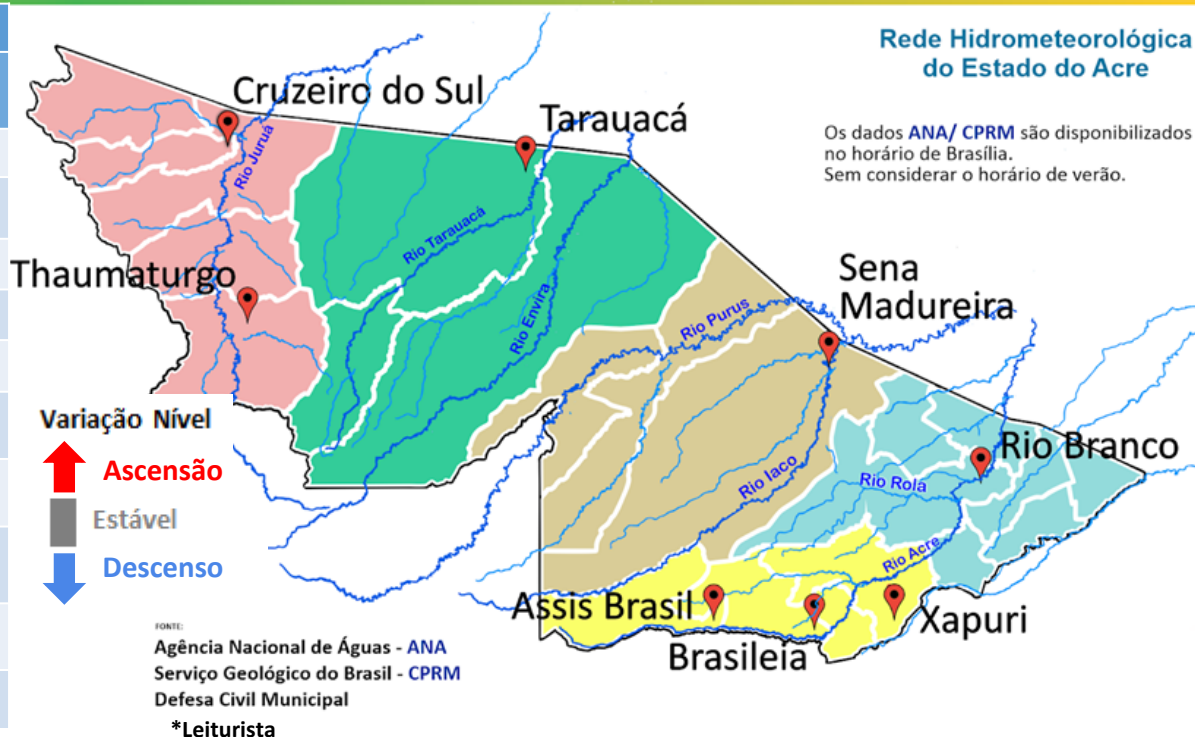 Rede Hidrometeorológica
do Estado do Acre
Os dados ANA/ CPRM são disponibilizados
no horário de Brasília.
Sem considerar o horário de verão.
Cruzeiro do Sul
Tarauacá
Rio Juruá
Rio Tarauacá
Thaumaturgo
Rio Envira
Sena
Madureira
Rio Purus
Variação Nível
Ascensão
Estável
Descenso
Rio Branco
Rio Iaco
Rio Rola
Rio Acre
Assis Brasil
Brasileia
Xapuri
FONTE:
Agência Nacional de Águas - ANA
Serviço Geológico do Brasil - CPRM
Defesa Civil Municipal
*Leiturista